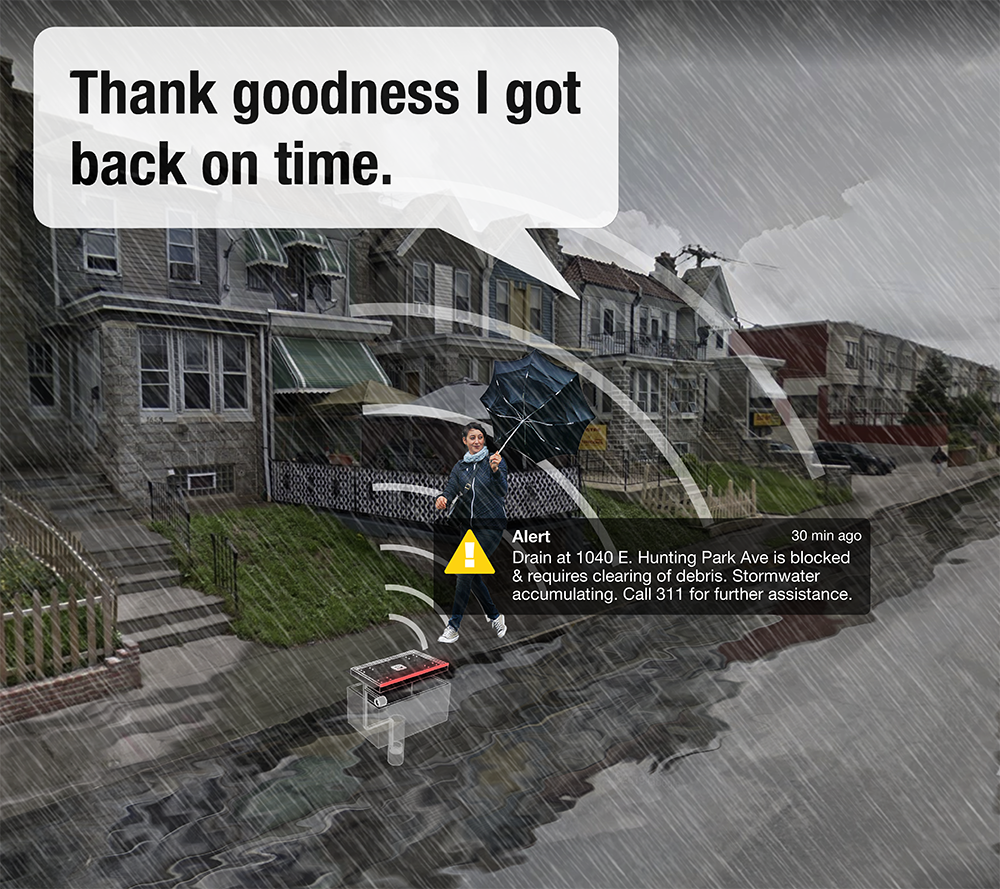 Thank goodness I got
back on time.
Alert 30 min ago
Drain at 1040 E. Hunting Park Ave is blocked
& requires clearing of debris. Stormwater
accumulating. Call 311 for further assistance.